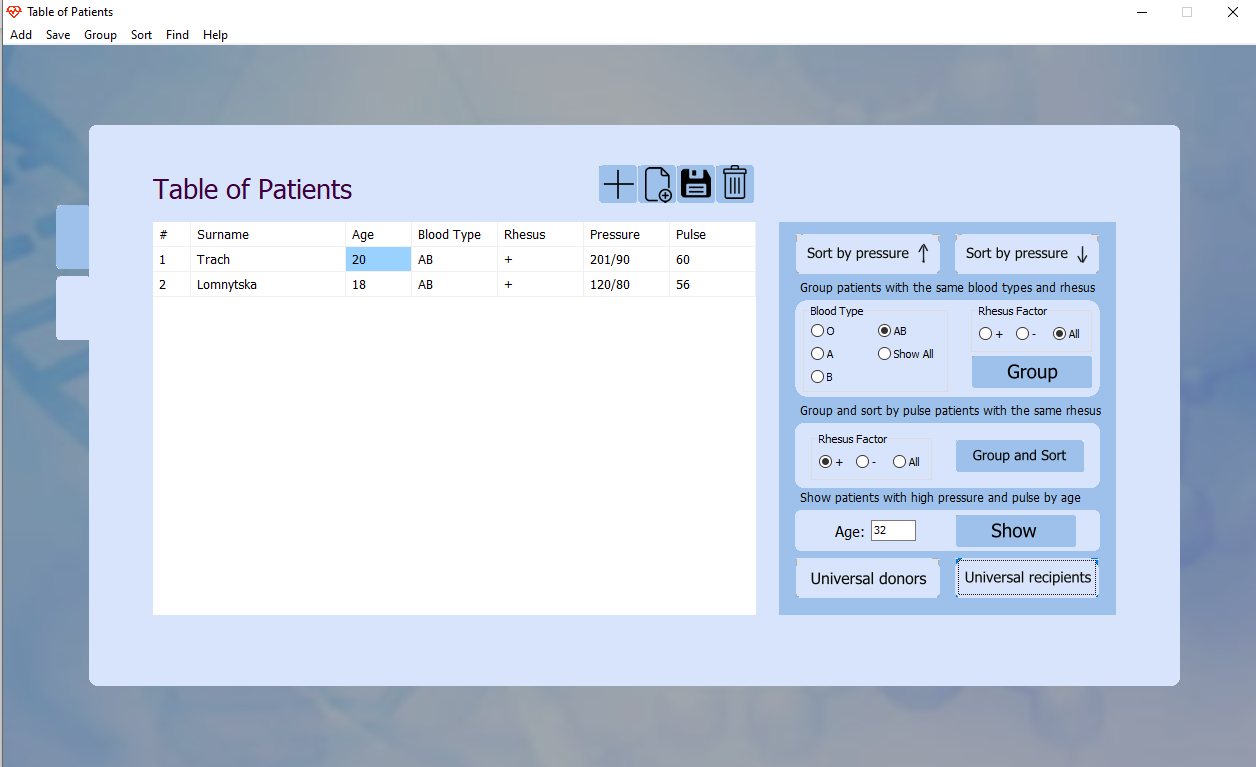 Table of Patients
Add Save Group Sort Find Help
Table of Patients
# Surname Age Blood Type Rhesus Pressure Pulse
1 Trach 20 AB + 201/90 60
2 Lomnytska 18 AB + 120/80 56
Sort by pressure ↑ Sort by pressure ↓
Group patients with the same blood types and rhesus
Blood Type Rhesus Factor
O AB + - All
A Show All
B
Group
Group and sort by pulse patients with the same rhesus
Rhesus Factor
+ - All
Group and Sort
Show patients with high pressure and pulse by age
Age: 32 Show
Universal donors Universal recipients